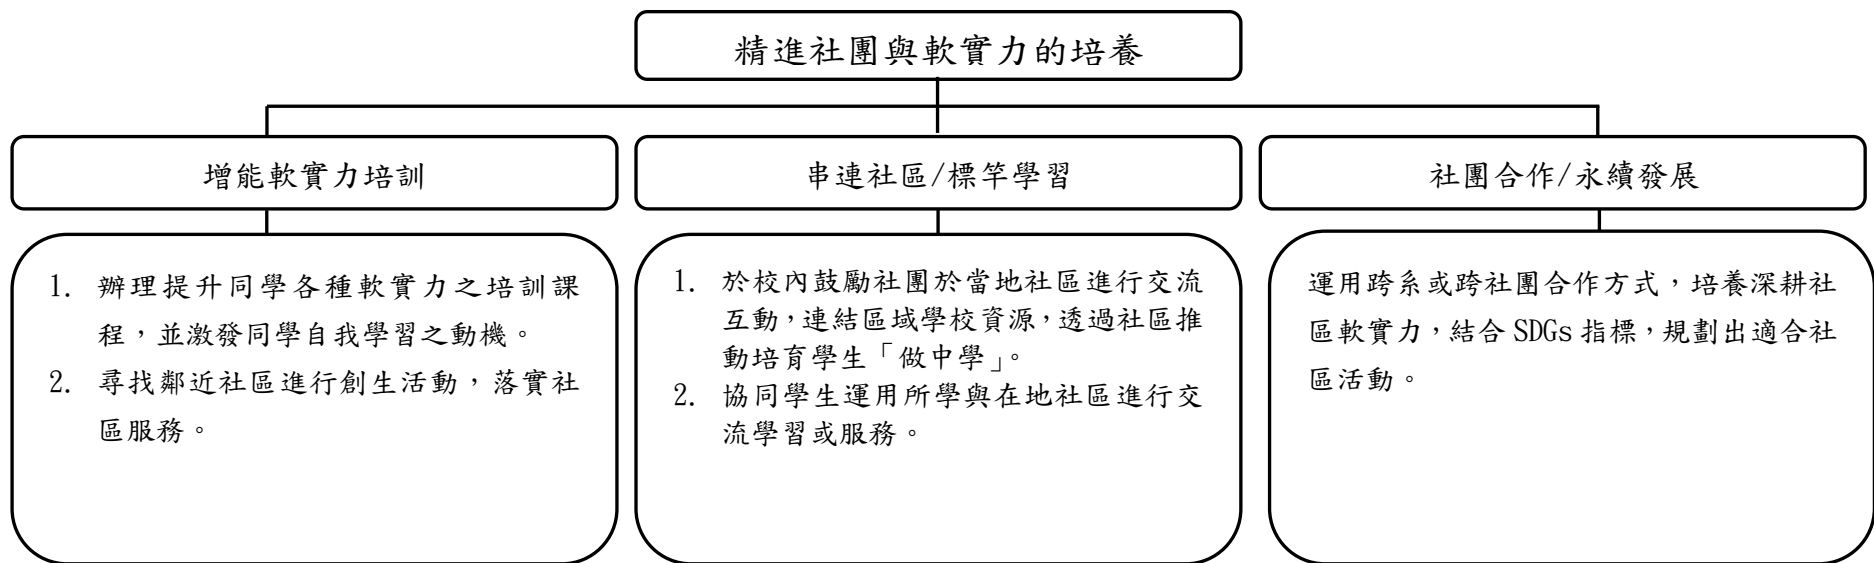 精進社團與軟實力的培養
增能軟實力培訓
串連社區/標竿學習
社團合作/永續發展
1. 辦理提升同學各種軟實力之培訓課
程，並激發同學自我學習之動機。
2. 尋找鄰近社區進行創生活動，落實社
區服務。
1. 於校內鼓勵社團於當地社區進行交流
互動，連結區域學校資源，透過社區推
動培育學生「做中學」。
2. 協同學生運用所學與在地社區進行交
流學習或服務。
運用跨系或跨社團合作方式，培養深耕社
區軟實力，結合 SDGs 指標，規劃出適合社
區活動。